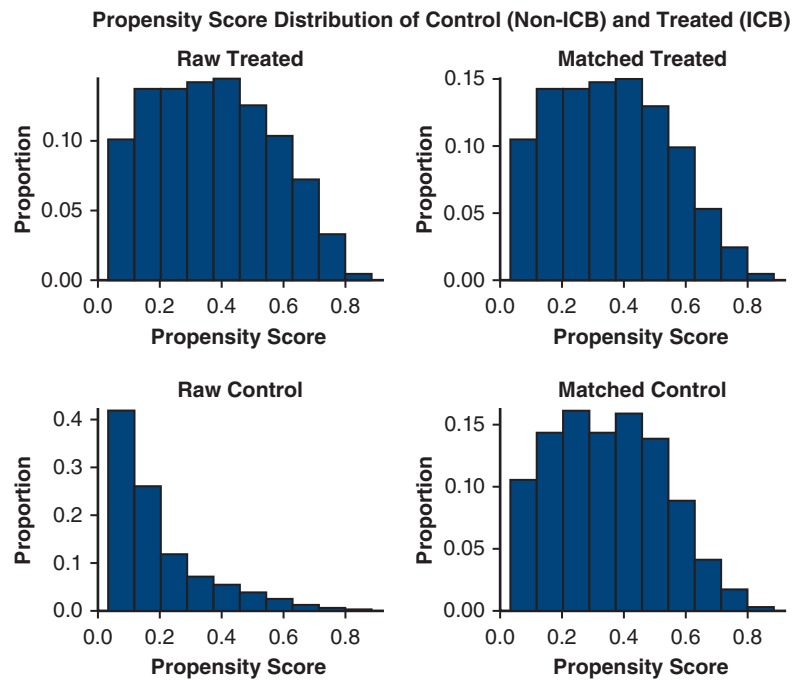 Propensity Score Distribution of Control (Non-ICB) and Treated (ICB)
Raw Treated
Proportion
0.10
0.05
0.00
0.0 0.2 0.4 0.6 0.8
Propensity Score
Matched Treated
Proportion
0.15
0.10
0.05
0.00
0.0 0.2 0.4 0.6 0.8
Propensity Score
Raw Control
Proportion
0.4
0.3
0.2
0.1
0.0
0.0 0.2 0.4 0.6 0.8
Propensity Score
Matched Control
Proportion
0.15
0.10
0.05
0.00
0.0 0.2 0.4 0.6 0.8
Propensity Score